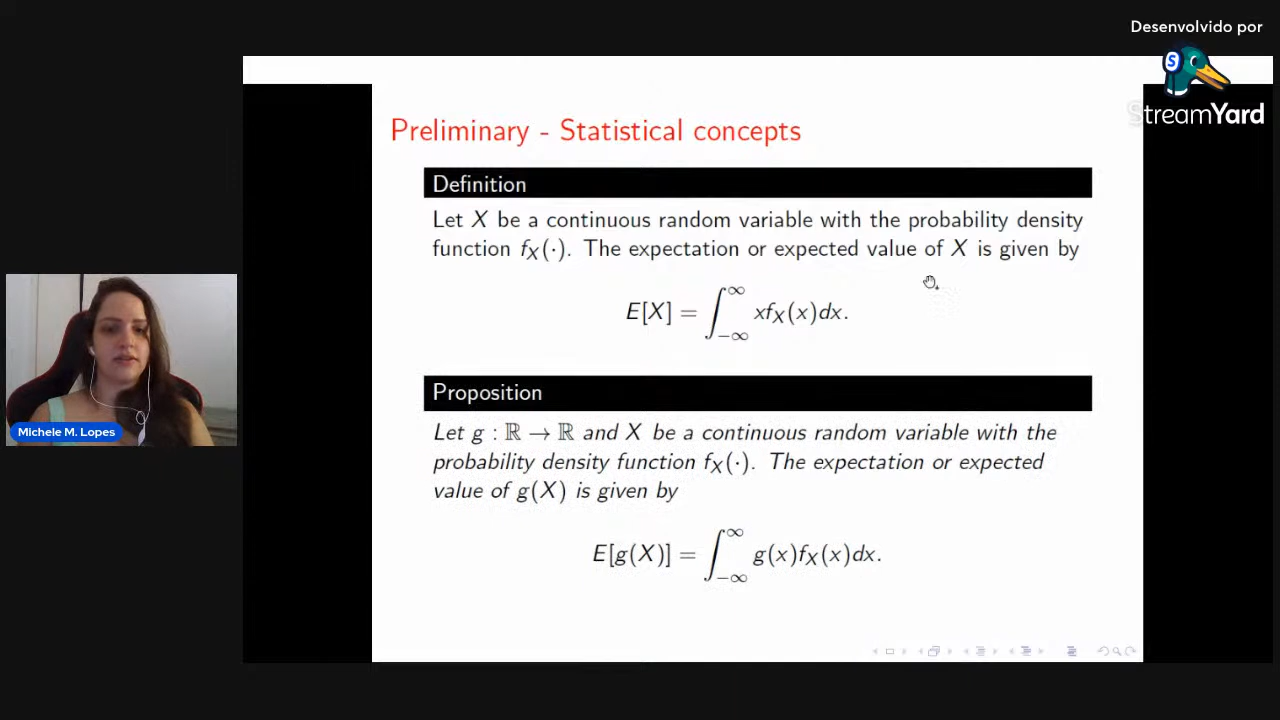 Desenvolvido por
StreamYard
Preliminary - Statistical concepts
Definition
Let X be a continuous random variable with the probability density
function f_X(·). The expectation or expected value of X is given by
E[X] = ∫_{-∞}^{∞} x f_X(x)dx.
Proposition
Let g : ℝ → ℝ and X be a continuous random variable with the
probability density function f_X(·). The expectation or expected
value of g(X) is given by
E[g(X)] = ∫_{-∞}^{∞} g(x) f_X(x)dx.
Michele M. Lopes